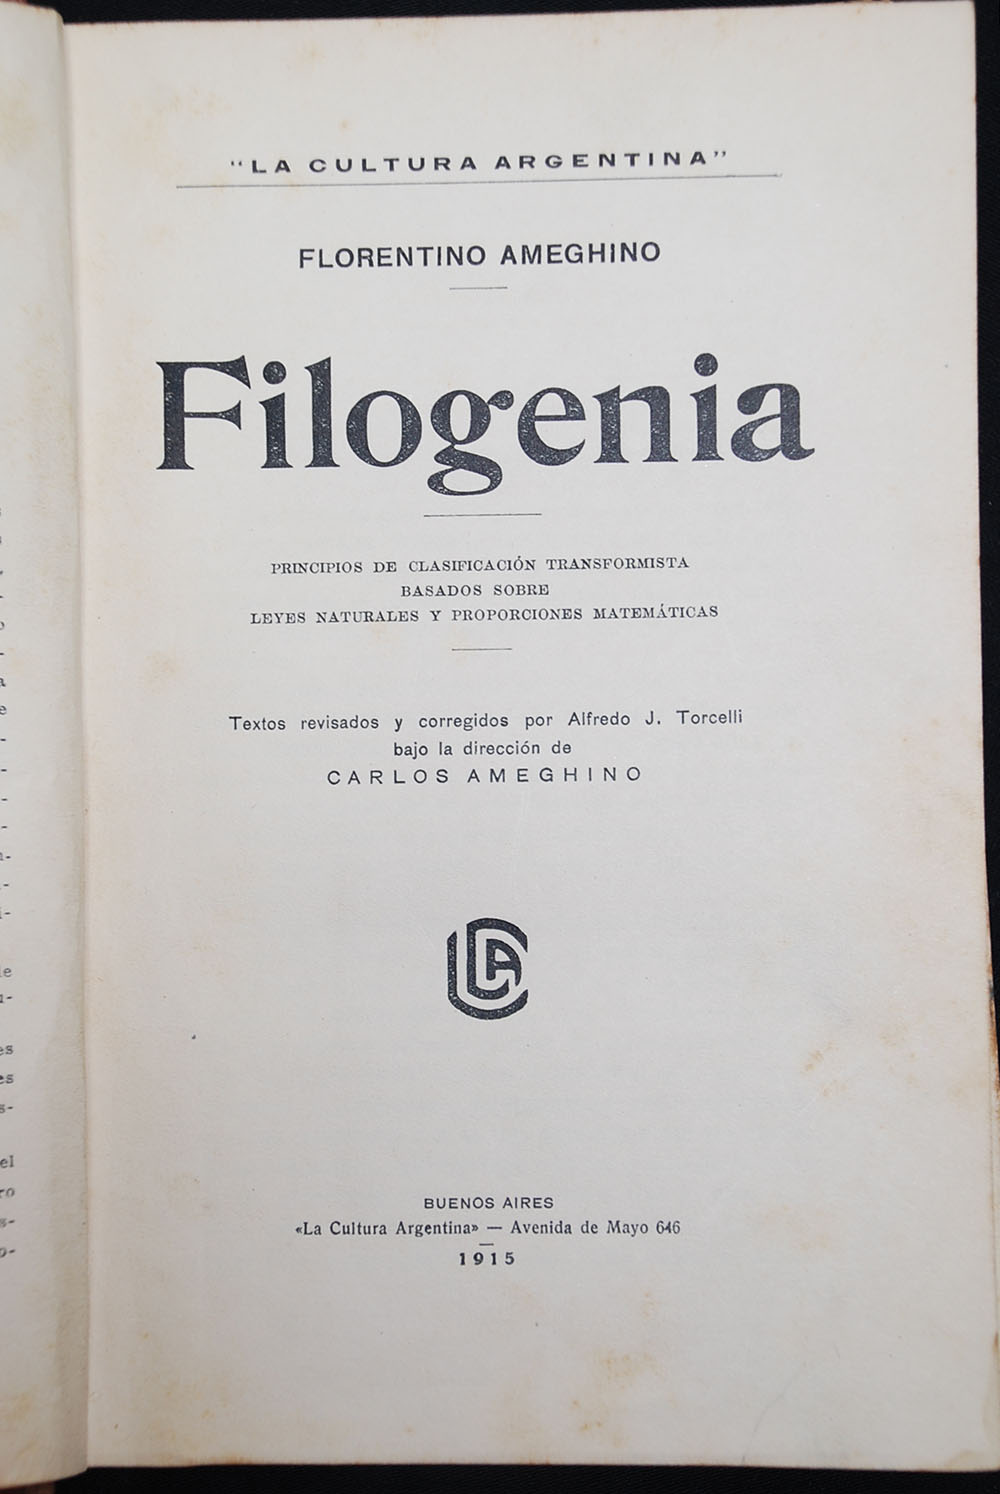 "LA CULTURA ARGENTINA"
FLORENTINO AMEGHINO
Filogenia
PRINCIPIOS DE CLASIFICACIÓN TRANSFORMISTA
BASADOS SOBRE
LEYES NATURALES Y PROPORCIONES MATEMÁTICAS
Textos revisados y corregidos por Alfredo J. Torcelli
bajo la dirección de
CARLOS AMEGHINO
LCA
BUENOS AIRES
«La Cultura Argentina» — Avenida de Mayo 646
1915